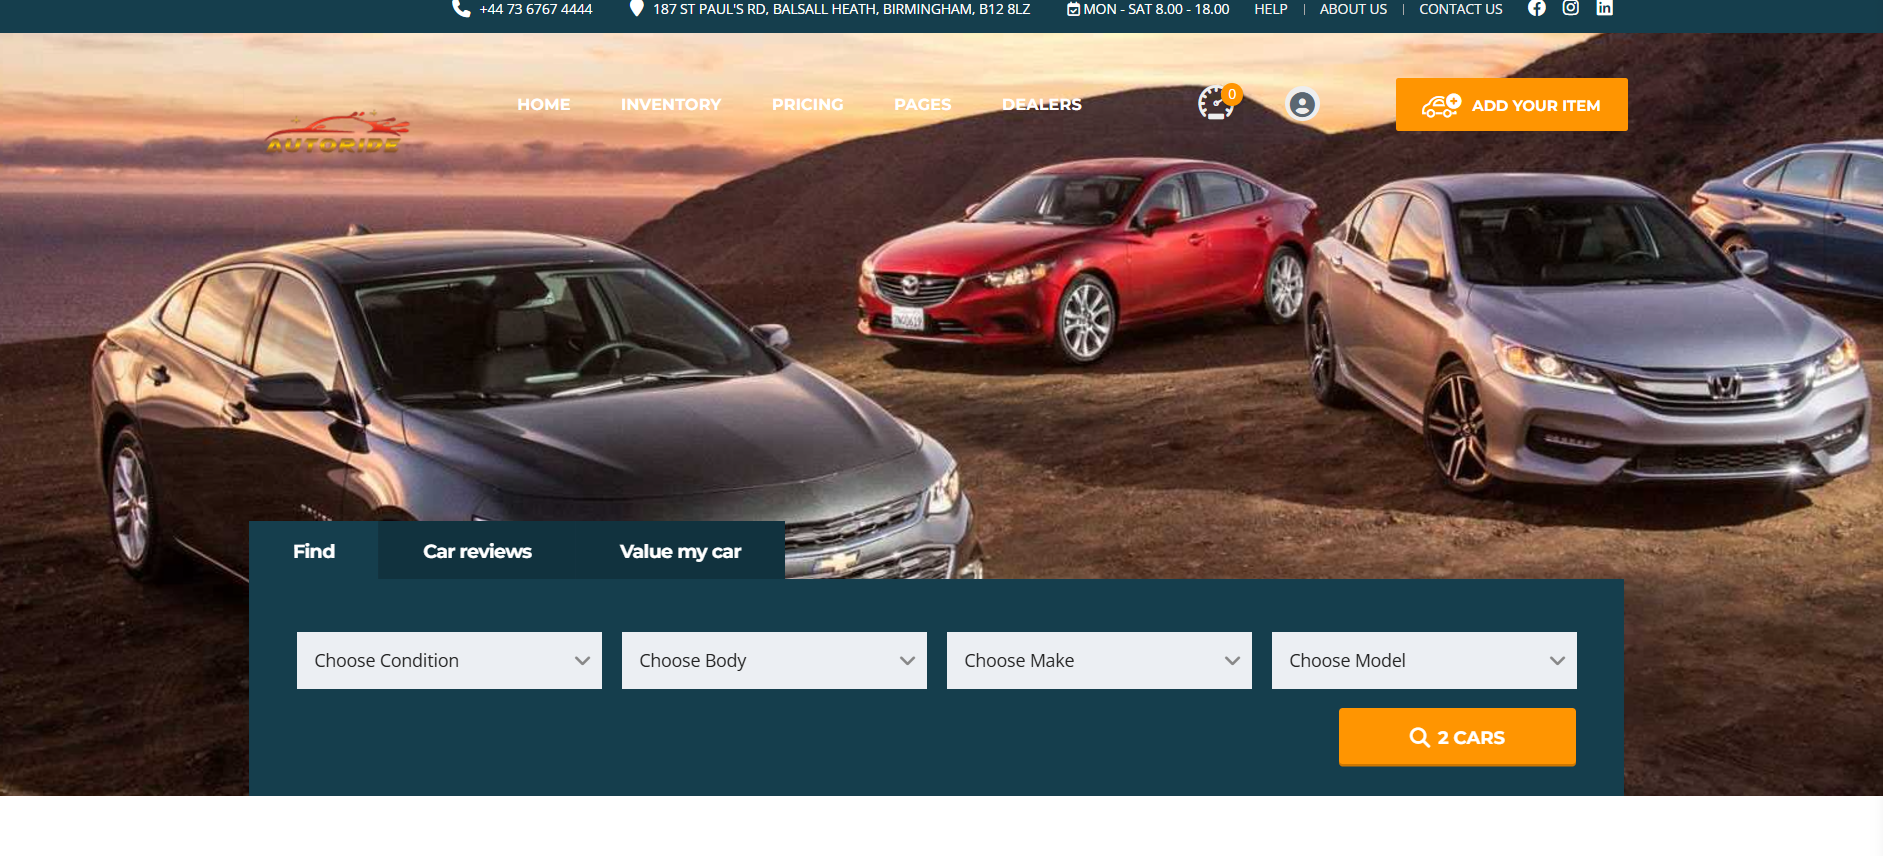 +44 73 6767 4444 187 ST PAUL'S RD, BALSALL HEATH, BIRMINGHAM, B12 8LZ MON - SAT 8.00 - 18.00 HELP | ABOUT US | CONTACT US
HOME INVENTORY PRICING PAGES DEALERS 0 ADD YOUR ITEM
AUTORIDE
Find Car reviews Value my car
Choose Condition Choose Body Choose Make Choose Model
2 CARS